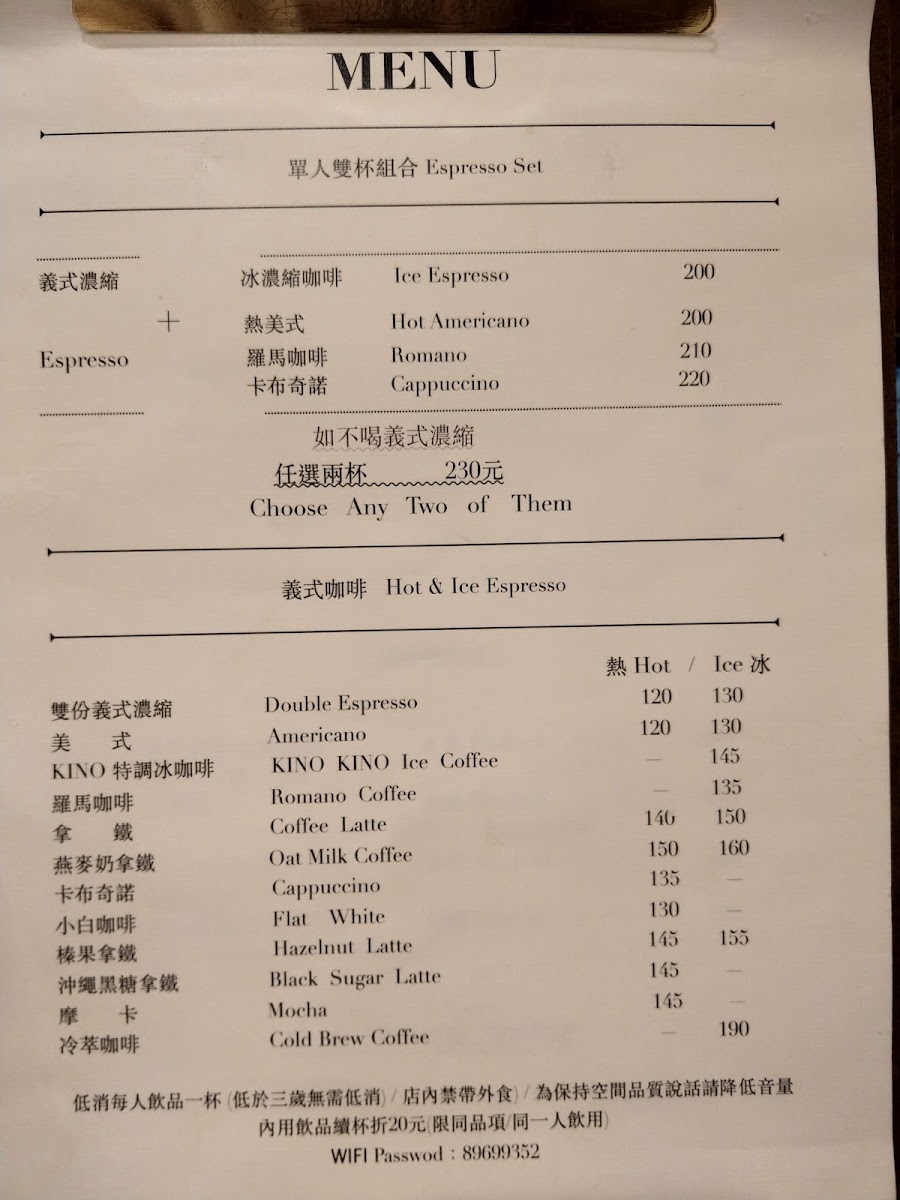 MENU
單人雙杯組合 Espresso Set
義式濃縮 冰濃縮咖啡 Ice Espresso 200
+ 熱美式 Hot Americano 200
Espresso 羅馬咖啡 Romano 210
卡布奇諾 Cappuccino 220
如不喝義式濃縮
任選兩杯 230元
Choose Any Two of Them
義式咖啡 Hot & Ice Espresso
熱 Hot / Ice 冰
雙份義式濃縮 Double Espresso 120 130
美 式 Americano 120 130
KINO 特調冰咖啡 KINO KINO Ice Coffee — 145
羅馬咖啡 Romano Coffee — 135
拿 鐵 Coffee Latte 140 150
燕麥奶拿鐵 Oat Milk Coffee 150 160
卡布奇諾 Cappuccino 135 —
小白咖啡 Flat White 130 —
榛果拿鐵 Hazelnut Latte 145 155
沖繩黑糖拿鐵 Black Sugar Latte 145 —
摩 卡 Mocha 145 —
冷萃咖啡 Cold Brew Coffee — 190
低消每人飲品一杯 (低於三歲無需低消) / 店內禁帶外食) / 為保持空間品質說話請降低音量
內用飲品續杯折20元(限同品項/同一人飲用)
WIFI Passwod：89699352